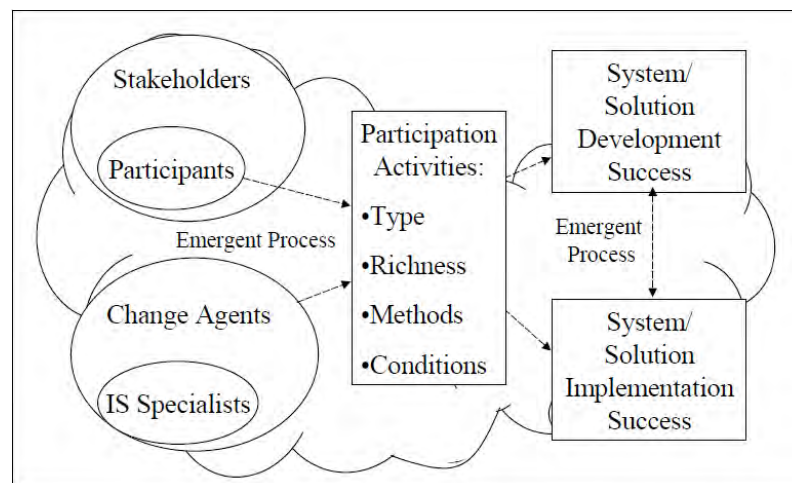 Stakeholders
Participants
Emergent Process
Change Agents
IS Specialists
Participation
Activities:
•Type
•Richness
•Methods
•Conditions
System/
Solution
Development
Success
Emergent
Process
System/
Solution
Implementation
Success